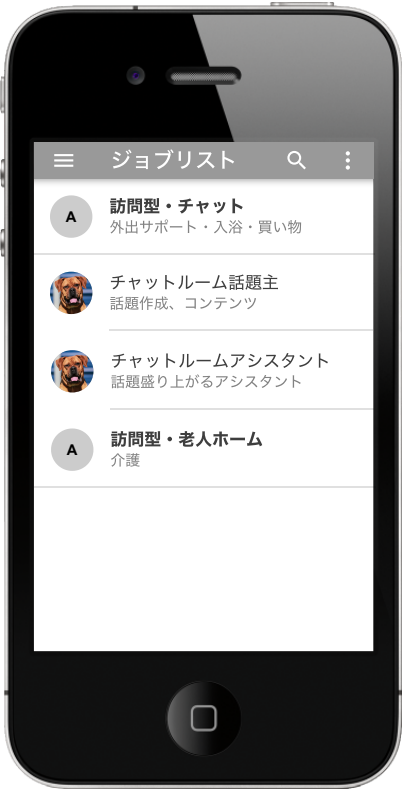 ジョブリスト
A
訪問型・チャット
外出サポート・入浴・買い物
チャットルーム話題主
話題作成、コンテンツ
チャットルームアシスタント
話題盛り上がるアシスタント
A
訪問型・老人ホーム
介護